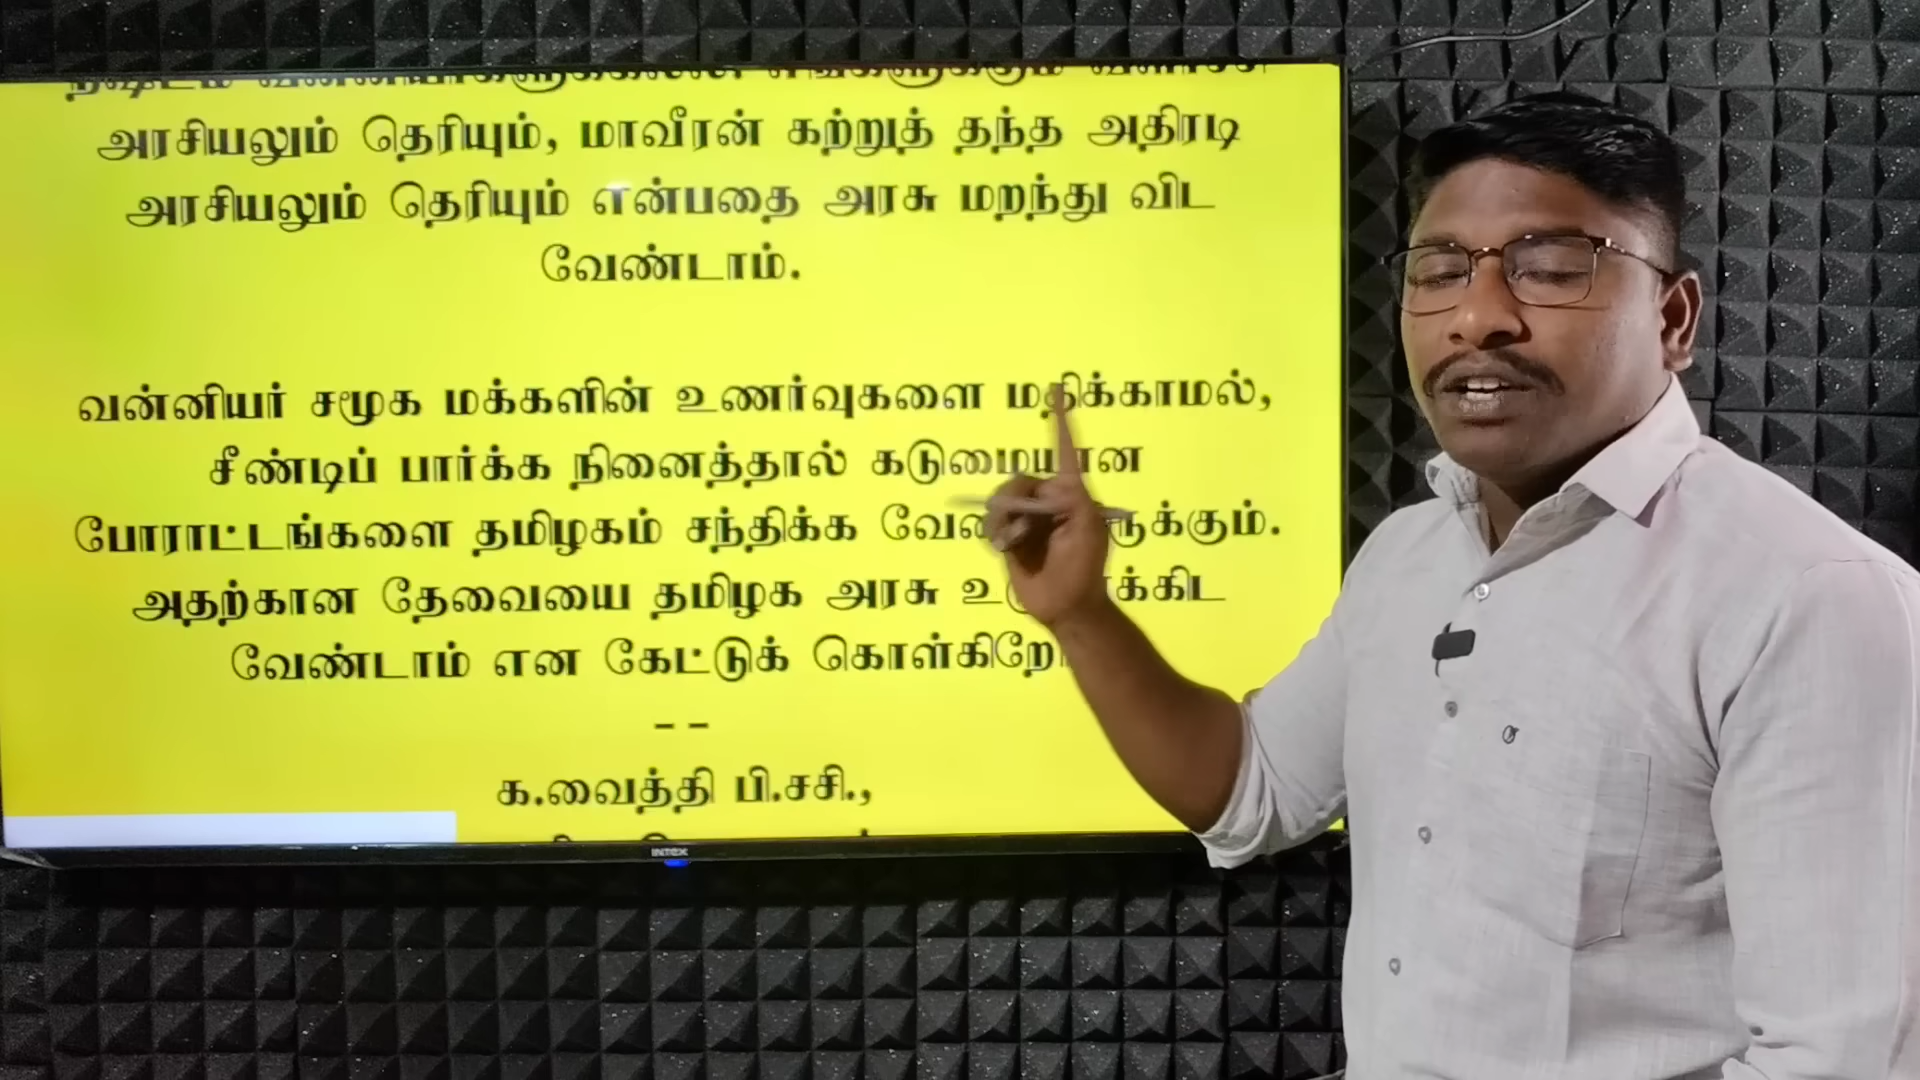 அரசியலும் தெரியும், மாவீரன் கற்றுத் தந்த அதிரடி
அரசியலும் தெரியும் என்பதை அரசு மறந்து விட
வேண்டாம்.
வன்னியர் சமூக மக்களின் உணர்வுகளை மதிக்காமல்,
சீண்டிப் பார்க்க நினைத்தால் கடுமையான
போராட்டங்களை தமிழகம் சந்திக்க
அதற்கான தேவையை தமிழக அரசு
வேண்டாம் என கேட்டுக்
--
க.வைத்தி பி.சசி.,
INTEX